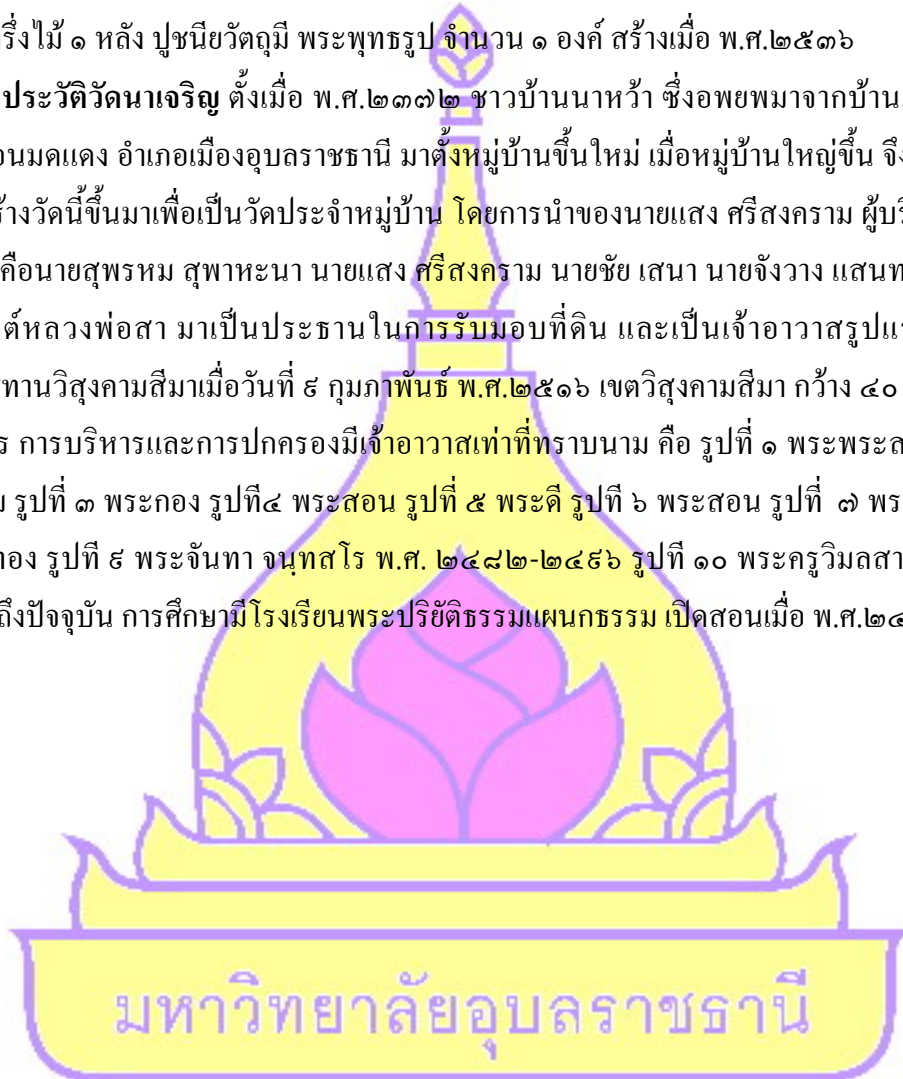 ครึ่งไม้ ๑ หลัง ปูชนียวัตถุมี พระพุทธรูป จำนวน ๑ องค์ สร้างเมื่อ พ.ศ.๒๕๓๖
ประวัติวัดนาเจริญ ตั้งเมื่อ พ.ศ.๒๓๗๒ ชาวบ้านนาหว้า ซึ่งอพยพมาจากบ้าน
มดแดง อำเภอเมืองอุบลราชธานี มาตั้งหมู่บ้านขึ้นใหม่ เมื่อหมู่บ้านใหญ่ขึ้น จึง
ร้างวัดนี้ขึ้นมาเพื่อเป็นวัดประจำหมู่บ้าน โดยการนำของนายแสง ศรีสงคราม
คือนายสุพรหม สุพาหะนา นายแสง ศรีสงคราม นายชัย เสนา นายจังวาง แสนท
ต์หลวงพ่อสา มาเป็นประธานในการรับมอบที่ดิน และเป็นเจ้าอาวาสรูปแร
ทานวิสุงคามสีมาเมื่อวันที่ ๙ กุมภาพันธ์ พ.ศ.๒๕๑๖ เขตวิสุงคามสีมา กว้าง ๔๐
ร การบริหารและการปกครองมีเจ้าอาวาสเท่าที่ทราบนาม คือ รูปที่ ๑ พระพระส
รูปที่ ๓ พระกอง รูปที๔ พระสอน รูปที่ ๕ พระดี รูปที ๖ พระสอน รูปที่ ๗ พร
ทอง รูปที ๙ พระจันทา จนฺทสโร พ.ศ. ๒๔๘๒-๒๔๙๖ รูปที ๑๐ พระครูวิมลสา
ถึงปัจจุบัน การศึกษามีโรงเรียนพระปริยัติธรรมแผนกธรรม เปิดสอนเมื่อ พ.ศ.๒๔
มหาวิทยาลัยอุบลราชธานี